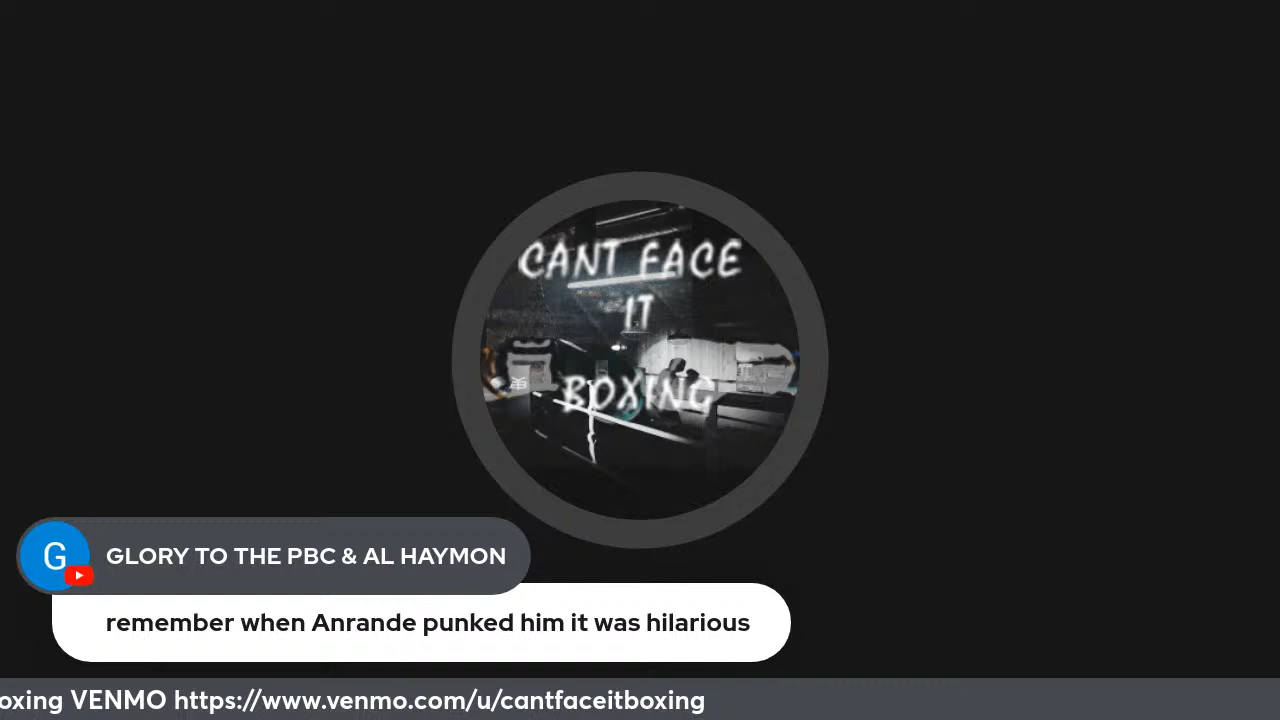 CANT FACE
IT
BOXING
GLORY TO THE PBC & AL HAYMON
G
remember when Anrande punked him it was hilarious
oxing VENMO https://www.venmo.com/u/cantfaceitboxing